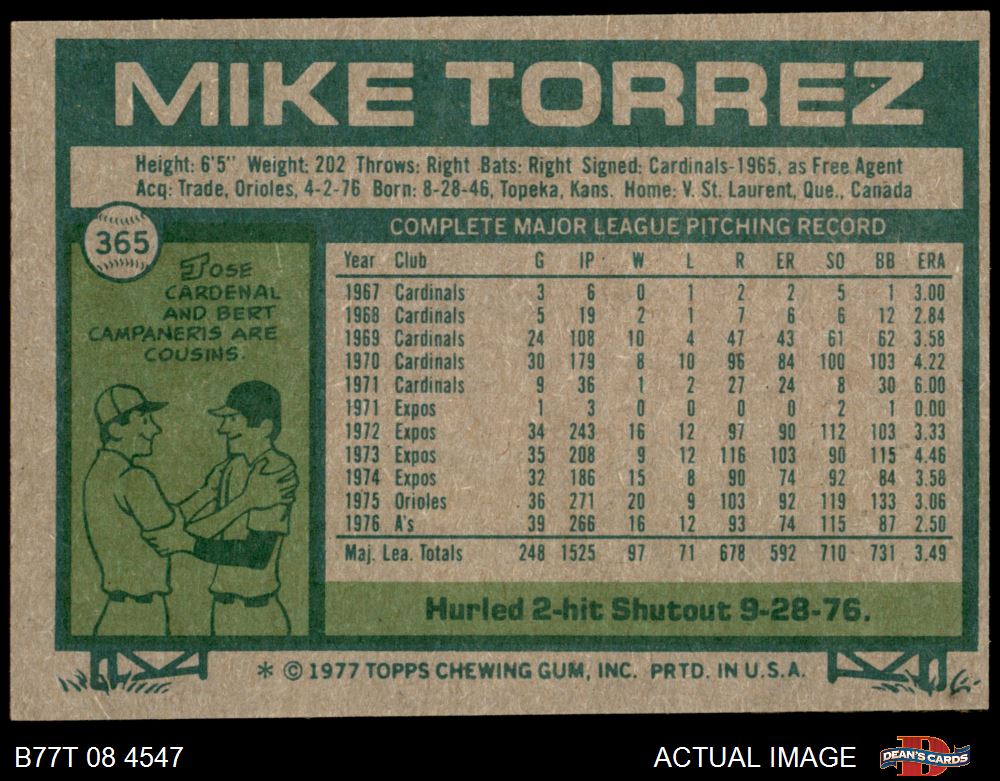 MIKE TORREZ
Height: 6'5" Weight: 202 Throws: Right Bats: Right Signed: Cardinals-1965, as Free Agent
Acq: Trade, Orioles, 4-2-76 Born: 8-28-46, Topeka, Kans. Home: V. St. Laurent, Que., Canada
365
JOSE
CARDENAL
AND BERT
CAMPANERIS ARE
COUSINS.
COMPLETE MAJOR LEAGUE PITCHING RECORD
Year Club G IP W L R ER SO BB ERA
1967 Cardinals 3 6 0 1 2 2 5 1 3.00
1968 Cardinals 5 19 2 1 7 6 6 12 2.84
1969 Cardinals 24 108 10 4 47 43 61 62 3.58
1970 Cardinals 30 179 8 10 96 84 100 103 4.22
1971 Cardinals 9 36 1 2 27 24 8 30 6.00
1971 Expos 1 3 0 0 0 0 2 1 0.00
1972 Expos 34 243 16 12 97 90 112 103 3.33
1973 Expos 35 208 9 12 116 103 90 115 4.46
1974 Expos 32 186 15 8 90 74 92 84 3.58
1975 Orioles 36 271 20 9 103 92 119 133 3.06
1976 A's 39 266 16 12 93 74 115 87 2.50
Maj. Lea. Totals 248 1525 97 71 678 592 710 731 3.49
Hurled 2-hit Shutout 9-28-76.
* © 1977 TOPPS CHEWING GUM, INC. PRTD. IN U.S.A.
B77T 08 4547
ACTUAL IMAGE
DEAN'S CARDS